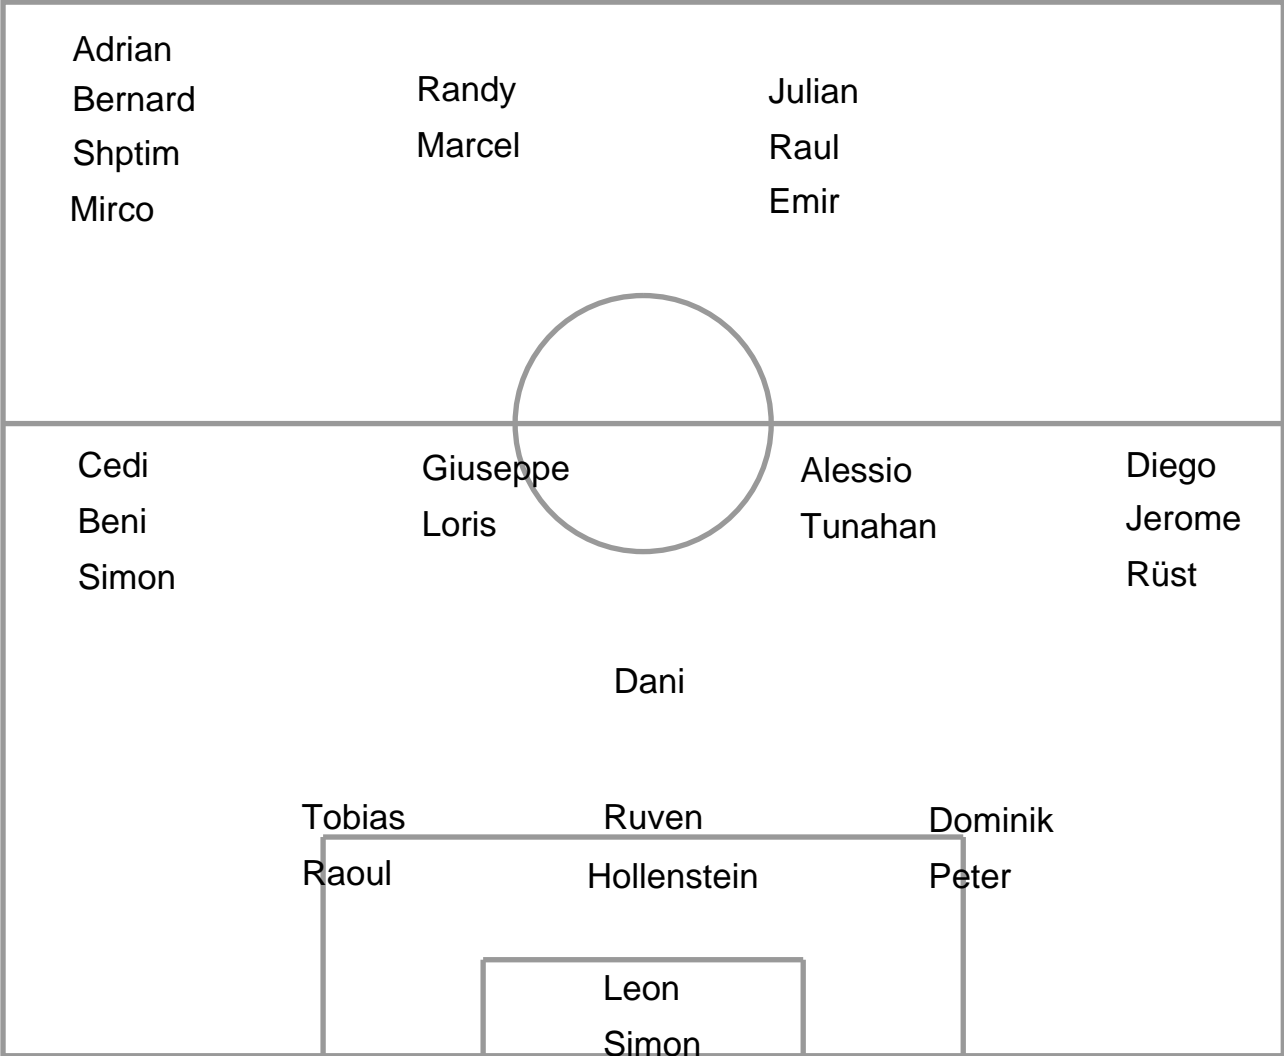 Adrian
Bernard
Shptim
Mirco
Randy
Marcel
Julian
Raul
Emir
Cedi
Beni
Simon
Giuseppe
Loris
Alessio
Tunahan
Diego
Jerome
Rüst
Dani
Tobias
Raoul
Ruven
Hollenstein
Dominik
Peter
Leon
Simon